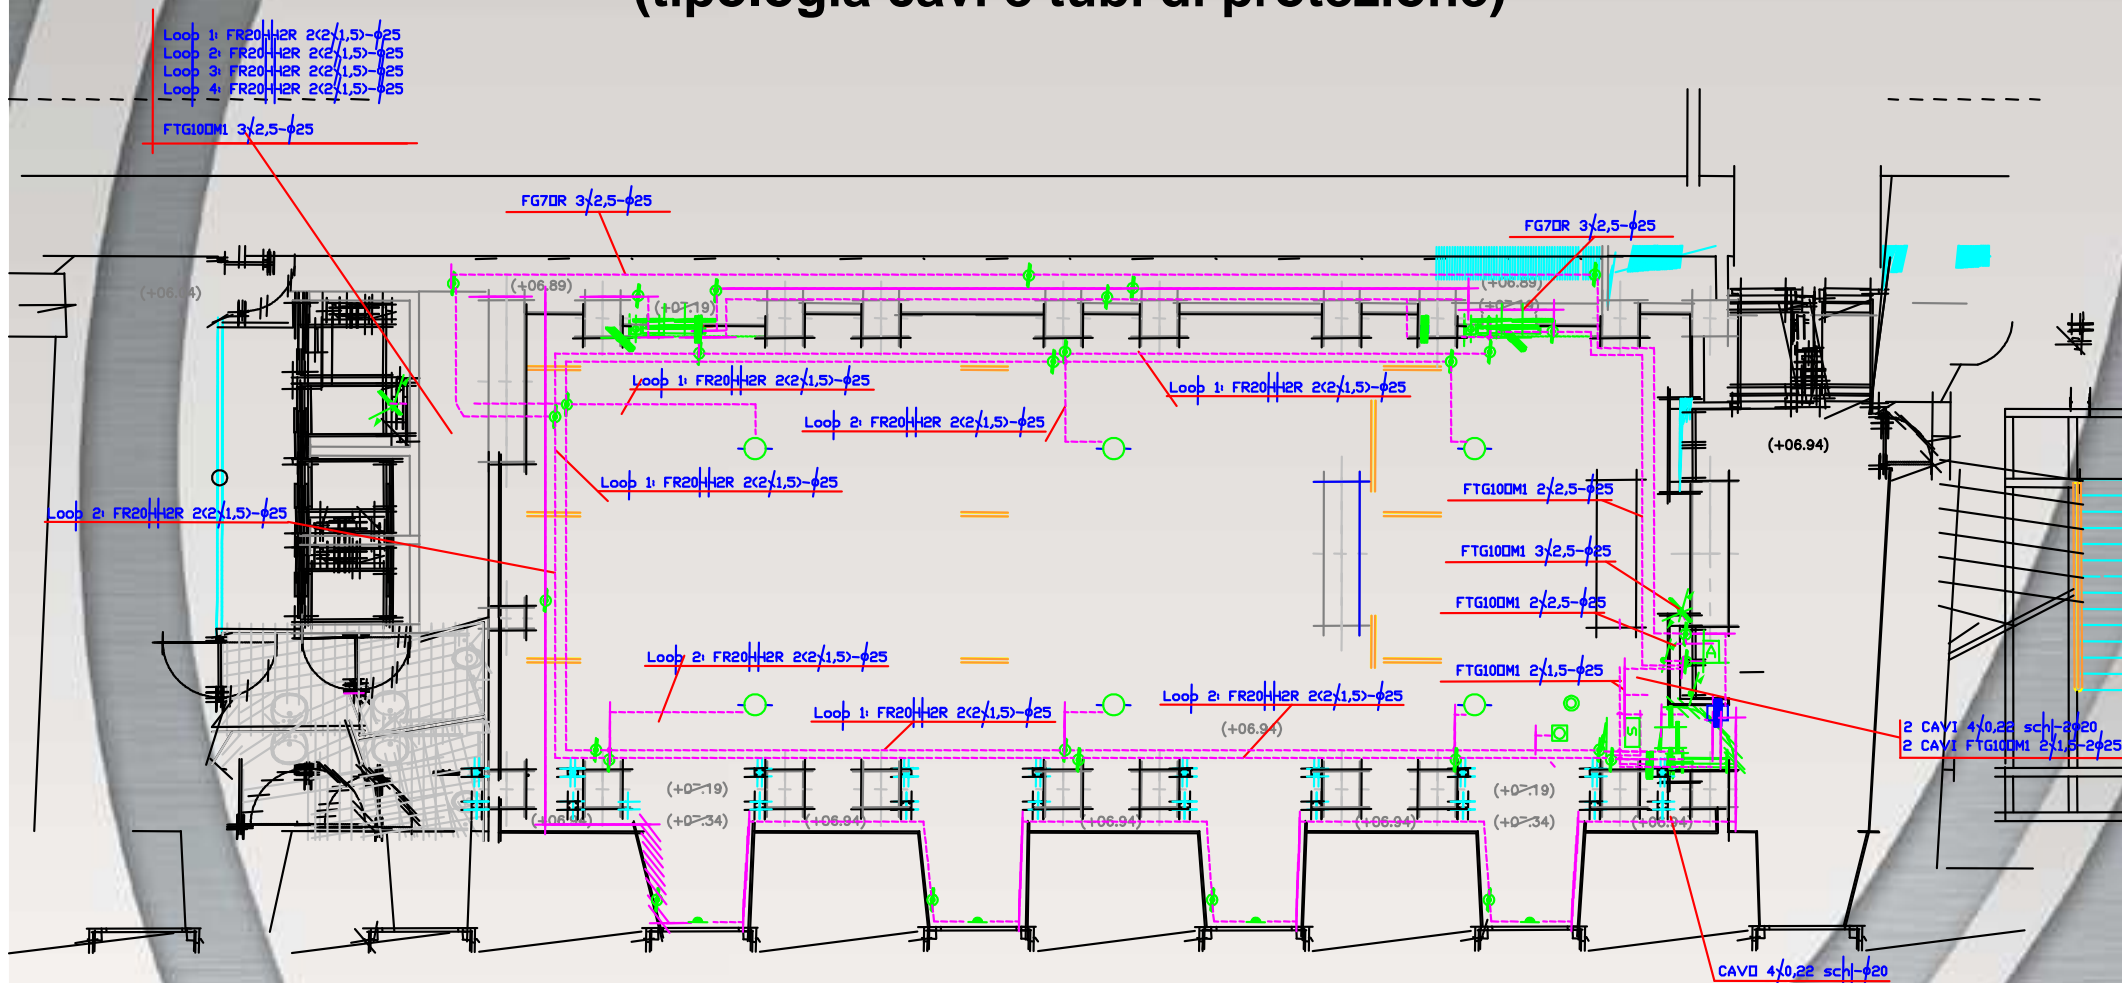 (tipologia cavi e tubi di protezione)
Loop 1: FR20HH2R 2(2x1,5)-φ25
Loop 2: FR20HH2R 2(2x1,5)-φ25
Loop 3: FR20HH2R 2(2x1,5)-φ25
Loop 4: FR20HH2R 2(2x1,5)-φ25
FTG10OM1 3x2,5-φ25
FG7OR 3x2,5-φ25
FG7OR 3x2,5-φ25
(+06.04)
(+06.89)
(+06.89)
(+07.19)
Loop 1: FR20HH2R 2(2x1,5)-φ25
Loop 1: FR20HH2R 2(2x1,5)-φ25
Loop 2: FR20HH2R 2(2x1,5)-φ25
(+06.94)
Loop 1: FR20HH2R 2(2x1,5)-φ25
FTG10OM1 2x2,5-φ25
Loop 2: FR20HH2R 2(2x1,5)-φ25
FTG10OM1 3x2,5-φ25
FTG10OM1 2x2,5-φ25
Loop 2: FR20HH2R 2(2x1,5)-φ25
A
FTG10OM1 2x1,5-φ25
Loop 2: FR20HH2R 2(2x1,5)-φ25
Loop 1: FR20HH2R 2(2x1,5)-φ25
(+06.94)
S
2 CAVI 4x0,22 sch-2φ20
2 CAVI FTG10OM1 2x1,5-2φ25
(+07.19)
(+07.19)
(+07.34)
(+06.94)
(+06.94)
(+06.94)
(+07.34)
(+06.94)
CAVO 4x0,22 sch-φ20